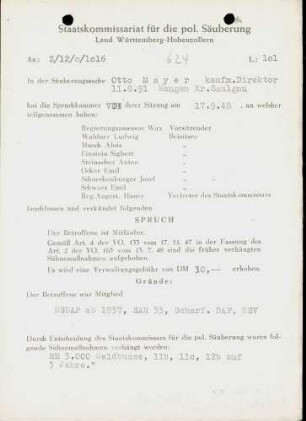 Staatskommissariat für die pol. Säuberung
Land Württemberg-Hohenzollern
Az.: Z/12/c/1016 624 L: 101
In der Säuberungssache Otto Mayer kaufm.Direktor
11.8.91 Mengen Kr.Saulgau
hat die Spruchkammer VIII ihrer Sitzung am 17.9.48, an welcher
teilgenommen haben:
Regierungsassessor Wax Vorsitzender
Waldner Ludwig Beisitzer
Munds Alois „
Einstein Sigbert „
Steinacher Anton „
Osker Emil „
Schneckenburger Josef „
Schwarz Emil „
Reg.Angest. Hauer Vertreter des Staatskommissars
beschlossen und verkündet folgenden
SPRUCH
Der Betroffene ist Mitläufer.
Gemäß Art. 4 der VO. 133 vom 17. 11. 47 in der Fassung des
Art. 2 der VO. 165 vom 13. 7. 48 sind die früher verhängten
Sühnemaßnahmen aufgehoben.
Es wird eine Verwaltungsgebühr von DM 30,-- erhoben
Gründe:
Der Betroffene war Mitglied
NSDAP ab 1937, SAR 33, Scharf. DAF, NSV
Durch Entscheidung des Staatskommissars für die pol. Säuberung waren fol-
gende Sühnemaßnahmen verhängt worden:
RM 3.000 Geldbusse, 11b, 11c, 12b auf
3 Jahre."